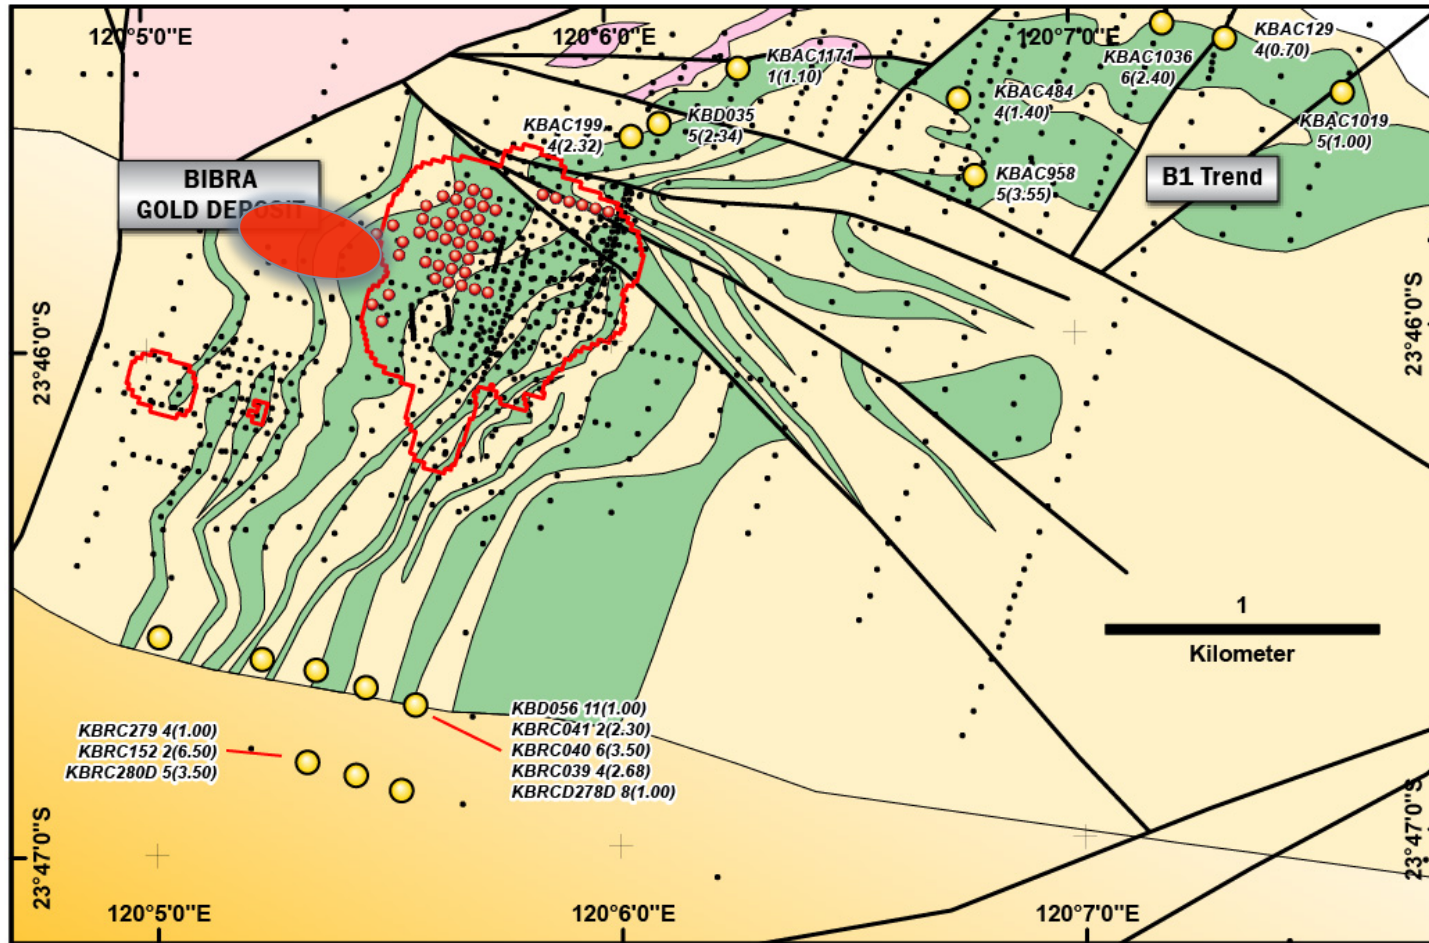 120°5'0"E
120°6'0"E
120°7'0"E
KBAC129
4(0.70)
KBAC1036
6(2.40)
KBAC1171
1(1.10)
KBAC484
4(1.40)
KBAC1019
5(1.00)
KBD035
5(2.34)
KBAC199
4(2.32)
KBAC958
5(3.55)
B1 Trend
BIBRA
GOLD DEPOSIT
23°46'0"S
23°46'0"S
1
Kilometer
KBD056 11(1.00)
KBRC041 2(2.30)
KBRC040 6(3.50)
KBRC039 4(2.68)
KBRCD278D 8(1.00)
KBRC279 4(1.00)
KBRC152 2(6.50)
KBRC280D 5(3.50)
23°47'0"S
23°47'0"S
120°5'0"E
120°6'0"E
120°7'0"E